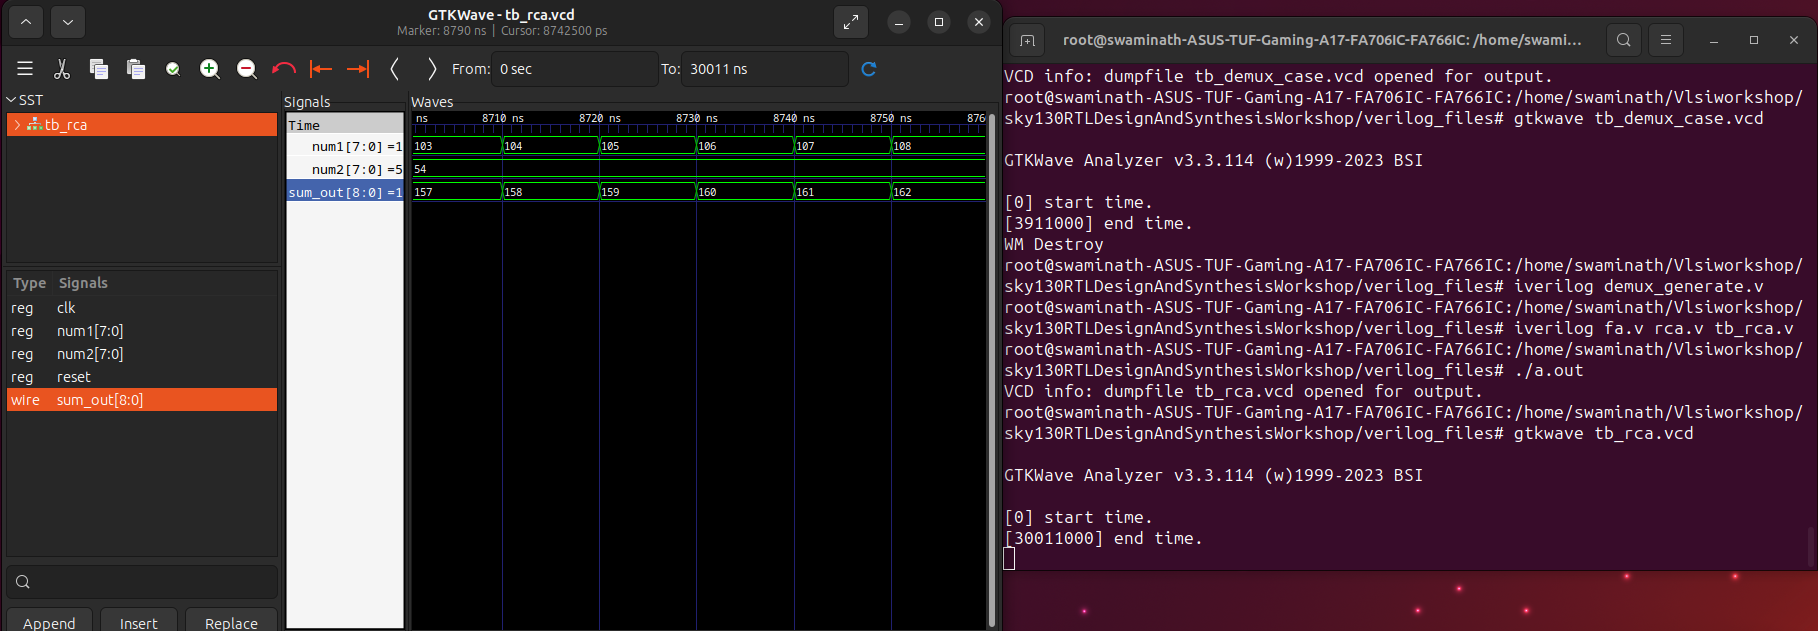 GTKWave - tb_rca.vcd
Marker: 8790 ns | Cursor: 8742500 ps
From: 0 sec To: 30011 ns
SST
tb_rca
Type Signals
reg clk
reg num1[7:0]
reg num2[7:0]
reg reset
wire sum_out[8:0]
Append Insert Replace
Signals
Time
num1[7:0] =1
num2[7:0] =5
sum_out[8:0] =1
Waves
ns 8710 ns 8720 ns 8730 ns 8740 ns 8750 ns 8760
103 104 105 106 107 108
54
157 158 159 160 161 162
root@swaminath-ASUS-TUF-Gaming-A17-FA706IC-FA766IC: /home/swami...
VCD info: dumpfile tb_demux_case.vcd opened for output.
root@swaminath-ASUS-TUF-Gaming-A17-FA706IC-FA766IC:/home/swaminath/Vlsiworkshop/
sky130RTLDesignAndSynthesisWorkshop/verilog_files# gtkwave tb_demux_case.vcd
GTKWave Analyzer v3.3.114 (w)1999-2023 BSI
[0] start time.
[3911000] end time.
WM Destroy
root@swaminath-ASUS-TUF-Gaming-A17-FA706IC-FA766IC:/home/swaminath/Vlsiworkshop/
sky130RTLDesignAndSynthesisWorkshop/verilog_files# iverilog demux_generate.v
root@swaminath-ASUS-TUF-Gaming-A17-FA706IC-FA766IC:/home/swaminath/Vlsiworkshop/
sky130RTLDesignAndSynthesisWorkshop/verilog_files# iverilog fa.v rca.v tb_rca.v
root@swaminath-ASUS-TUF-Gaming-A17-FA706IC-FA766IC:/home/swaminath/Vlsiworkshop/
sky130RTLDesignAndSynthesisWorkshop/verilog_files# ./a.out
VCD info: dumpfile tb_rca.vcd opened for output.
root@swaminath-ASUS-TUF-Gaming-A17-FA706IC-FA766IC:/home/swaminath/Vlsiworkshop/
sky130RTLDesignAndSynthesisWorkshop/verilog_files# gtkwave tb_rca.vcd
GTKWave Analyzer v3.3.114 (w)1999-2023 BSI
[0] start time.
[30011000] end time.